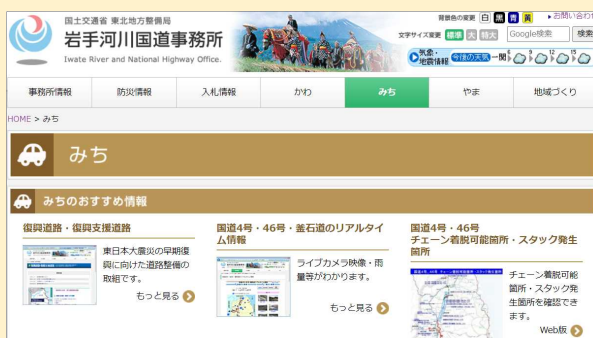 国土交通省 東北地方整備局
岩手河川国道事務所
Iwate River and National Highway Office.
背景色の変更 白 黒 青 黄 お問い合わ
文字サイズ変更 標準 大 特大 Google検索 検索
気象・地震情報 今後の天気 一関 6 9 12 15
事務所情報 防災情報 入札情報 かわ みち やま 地域づくり
HOME > みち
みち
みちのおすすめ情報
復興道路・復興支援道路
東日本大震災の早期復
興に向けた道路整備の
取組です。
もっと見る
国道4号・46号・釜石道のリアルタイ
ム情報
ライブカメラ映像・雨
量等がわかります。
もっと見る
国道4号・46号
チェーン着脱可能箇所・スタック発生
箇所
チェーン着脱可能
箇所・スタック発
生箇所を確認でき
ます。
Web版